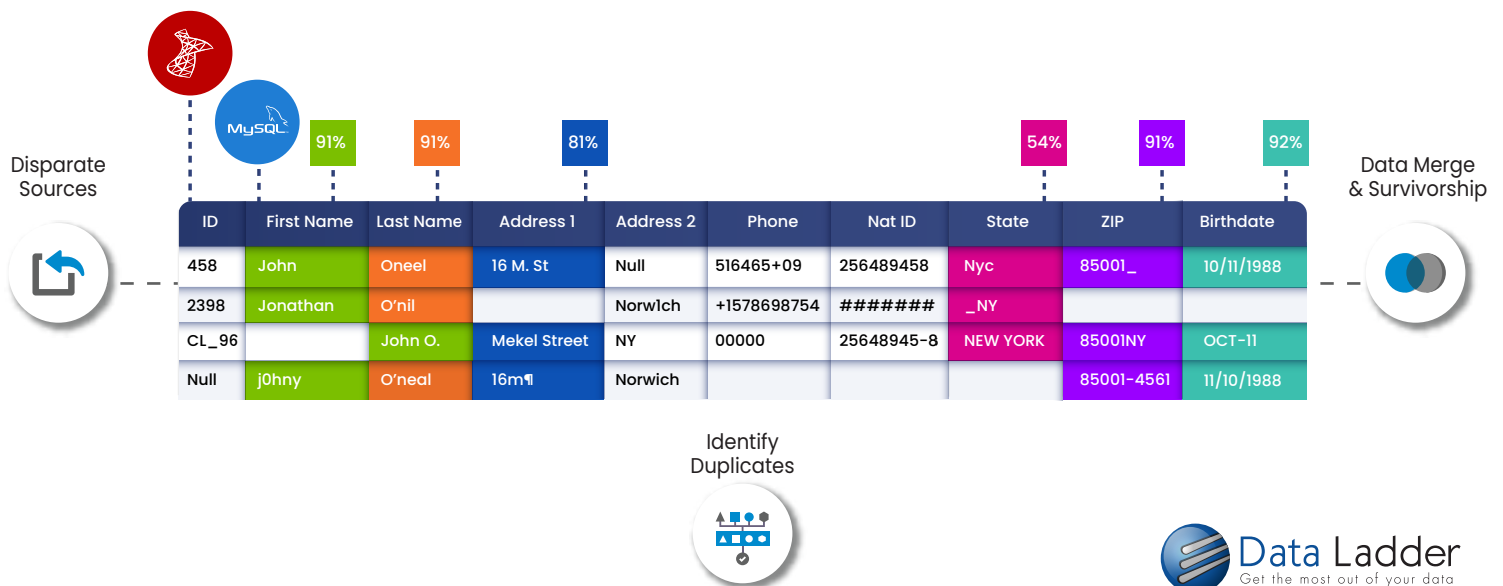 MySQL
91%
91%
81%
54%
91%
92%
Disparate
Sources
Data Merge
& Survivorship
ID First Name Last Name Address 1 Address 2 Phone Nat ID State ZIP Birthdate
458 John Oneel 16 M. St Null 516465+09 256489458 Nyc 85001_ 10/11/1988
2398 Jonathan O'nil Norw1ch +1578698754 ####### _NY
CL_96 John O. Mekel Street NY 00000 25648945-8 NEW YORK 85001NY OCT-11
Null j0hny O'neal 16m¶ Norwich 85001-4561 11/10/1988
Identify
Duplicates
Data Ladder
Get the most out of your data